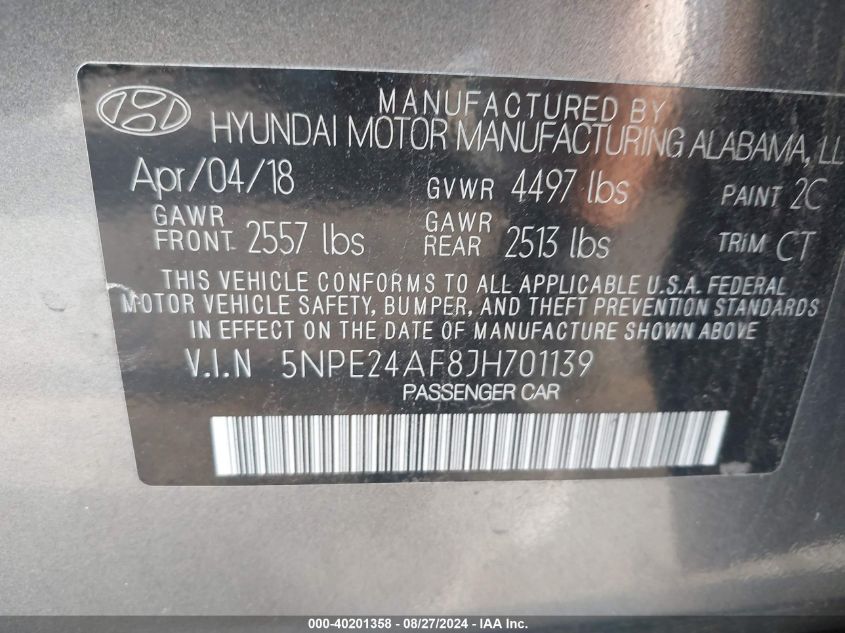 MANUFACTURED BY
HYUNDAI MOTOR MANUFACTURING ALABAMA, LL
Apr/04/18 GVWR 4497 lbs PAINT 2C
GAWR FRONT 2557 lbs GAWR REAR 2513 lbs TRIM CT
THIS VEHICLE CONFORMS TO ALL APPLICABLE U.S.A. FEDERAL
MOTOR VEHICLE SAFETY, BUMPER, AND THEFT PREVENTION STANDARDS
IN EFFECT ON THE DATE OF MANUFACTURE SHOWN ABOVE
V.I.N 5NPE24AF8JH701139
PASSENGER CAR
000-40201358 - 08/27/2024 - IAA Inc.